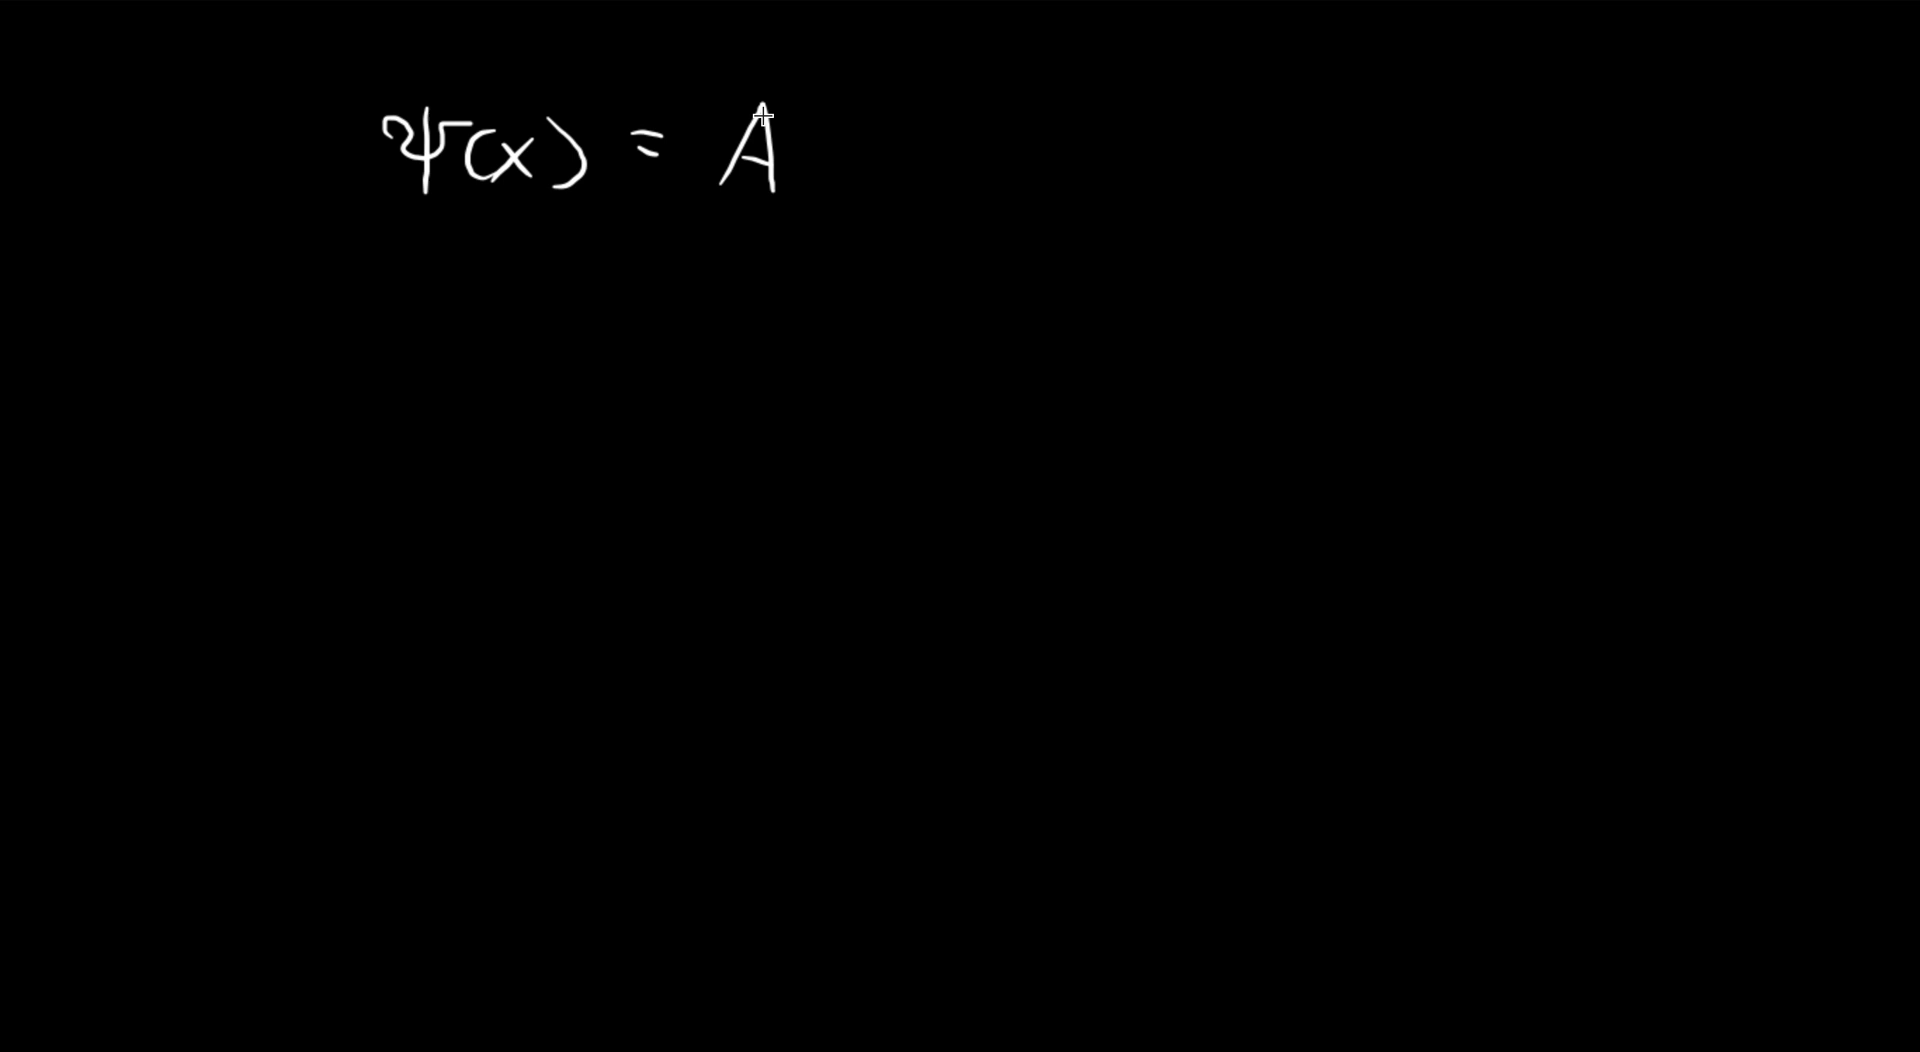 ψ(x) = A